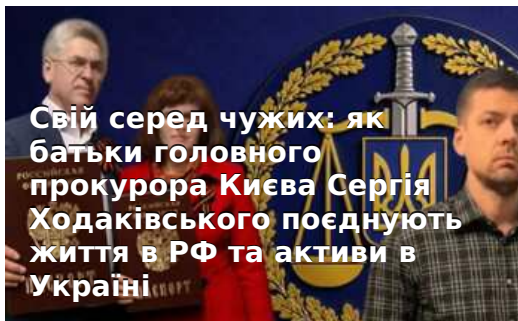 Свій серед чужих: як
батьки головного
прокурора Києва Сергія
Ходаківського поєднують
життя в РФ та активи в
Україні